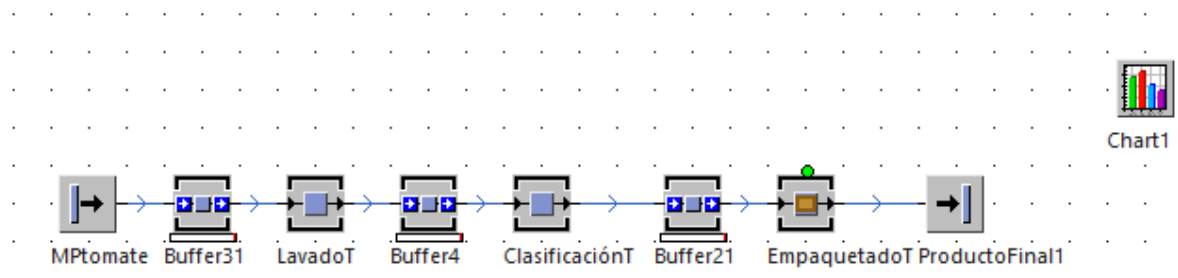 Chart1
MPtomate Buffer31 LavadoT Buffer4 ClasificaciónT Buffer21 EmpaquetadoT ProductoFinal1